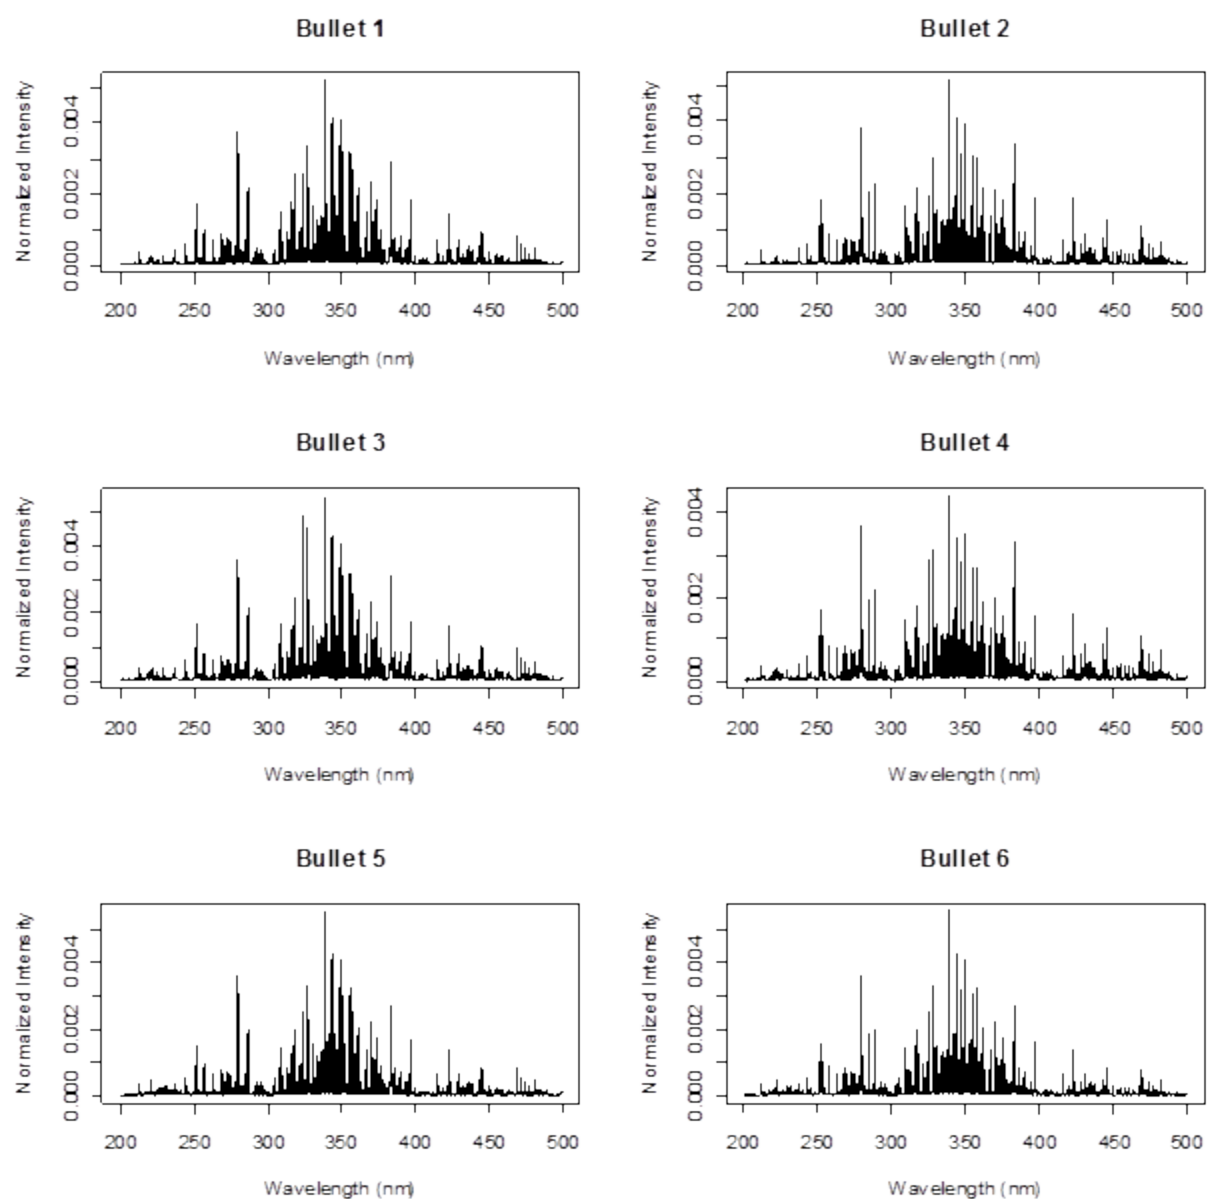 Bullet 1
Normalized Intensity
0.004
0.002
0.000
200 250 300 350 400 450 500
Wavelength (nm)
Bullet 2
Normalized Intensity
0.004
0.002
0.000
200 250 300 350 400 450 500
Wavelength (nm)
Bullet 3
Normalized Intensity
0.004
0.002
0.000
200 250 300 350 400 450 500
Wavelength (nm)
Bullet 4
Normalized Intensity
0.004
0.002
0.000
200 250 300 350 400 450 500
Wavelength (nm)
Bullet 5
Normalized Intensity
0.004
0.002
0.000
200 250 300 350 400 450 500
Wavelength (nm)
Bullet 6
Normalized Intensity
0.004
0.002
0.000
200 250 300 350 400 450 500
Wavelength (nm)